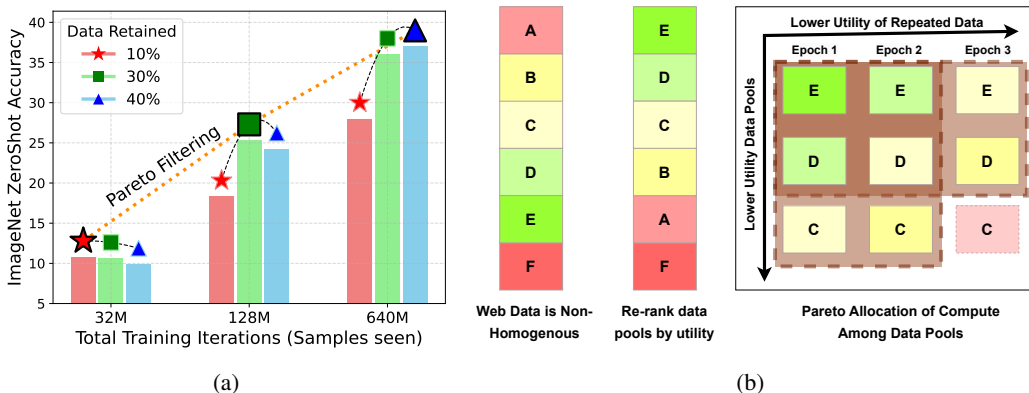 40
35
30
25
20
15
10
5
ImageNet ZeroShot Accuracy
Data Retained
10%
30%
40%
Pareto Filtering
32M
128M
640M
Total Training Iterations (Samples seen)
(a)
A
B
C
D
E
F
Web Data is Non-
Homogenous
E
D
C
B
A
F
Re-rank data
pools by utility
Lower Utility of Repeated Data
Lower Utility Data Pools
Epoch 1
Epoch 2
Epoch 3
E
E
E
D
D
D
C
C
C
Pareto Allocation of Compute
Among Data Pools
(b)